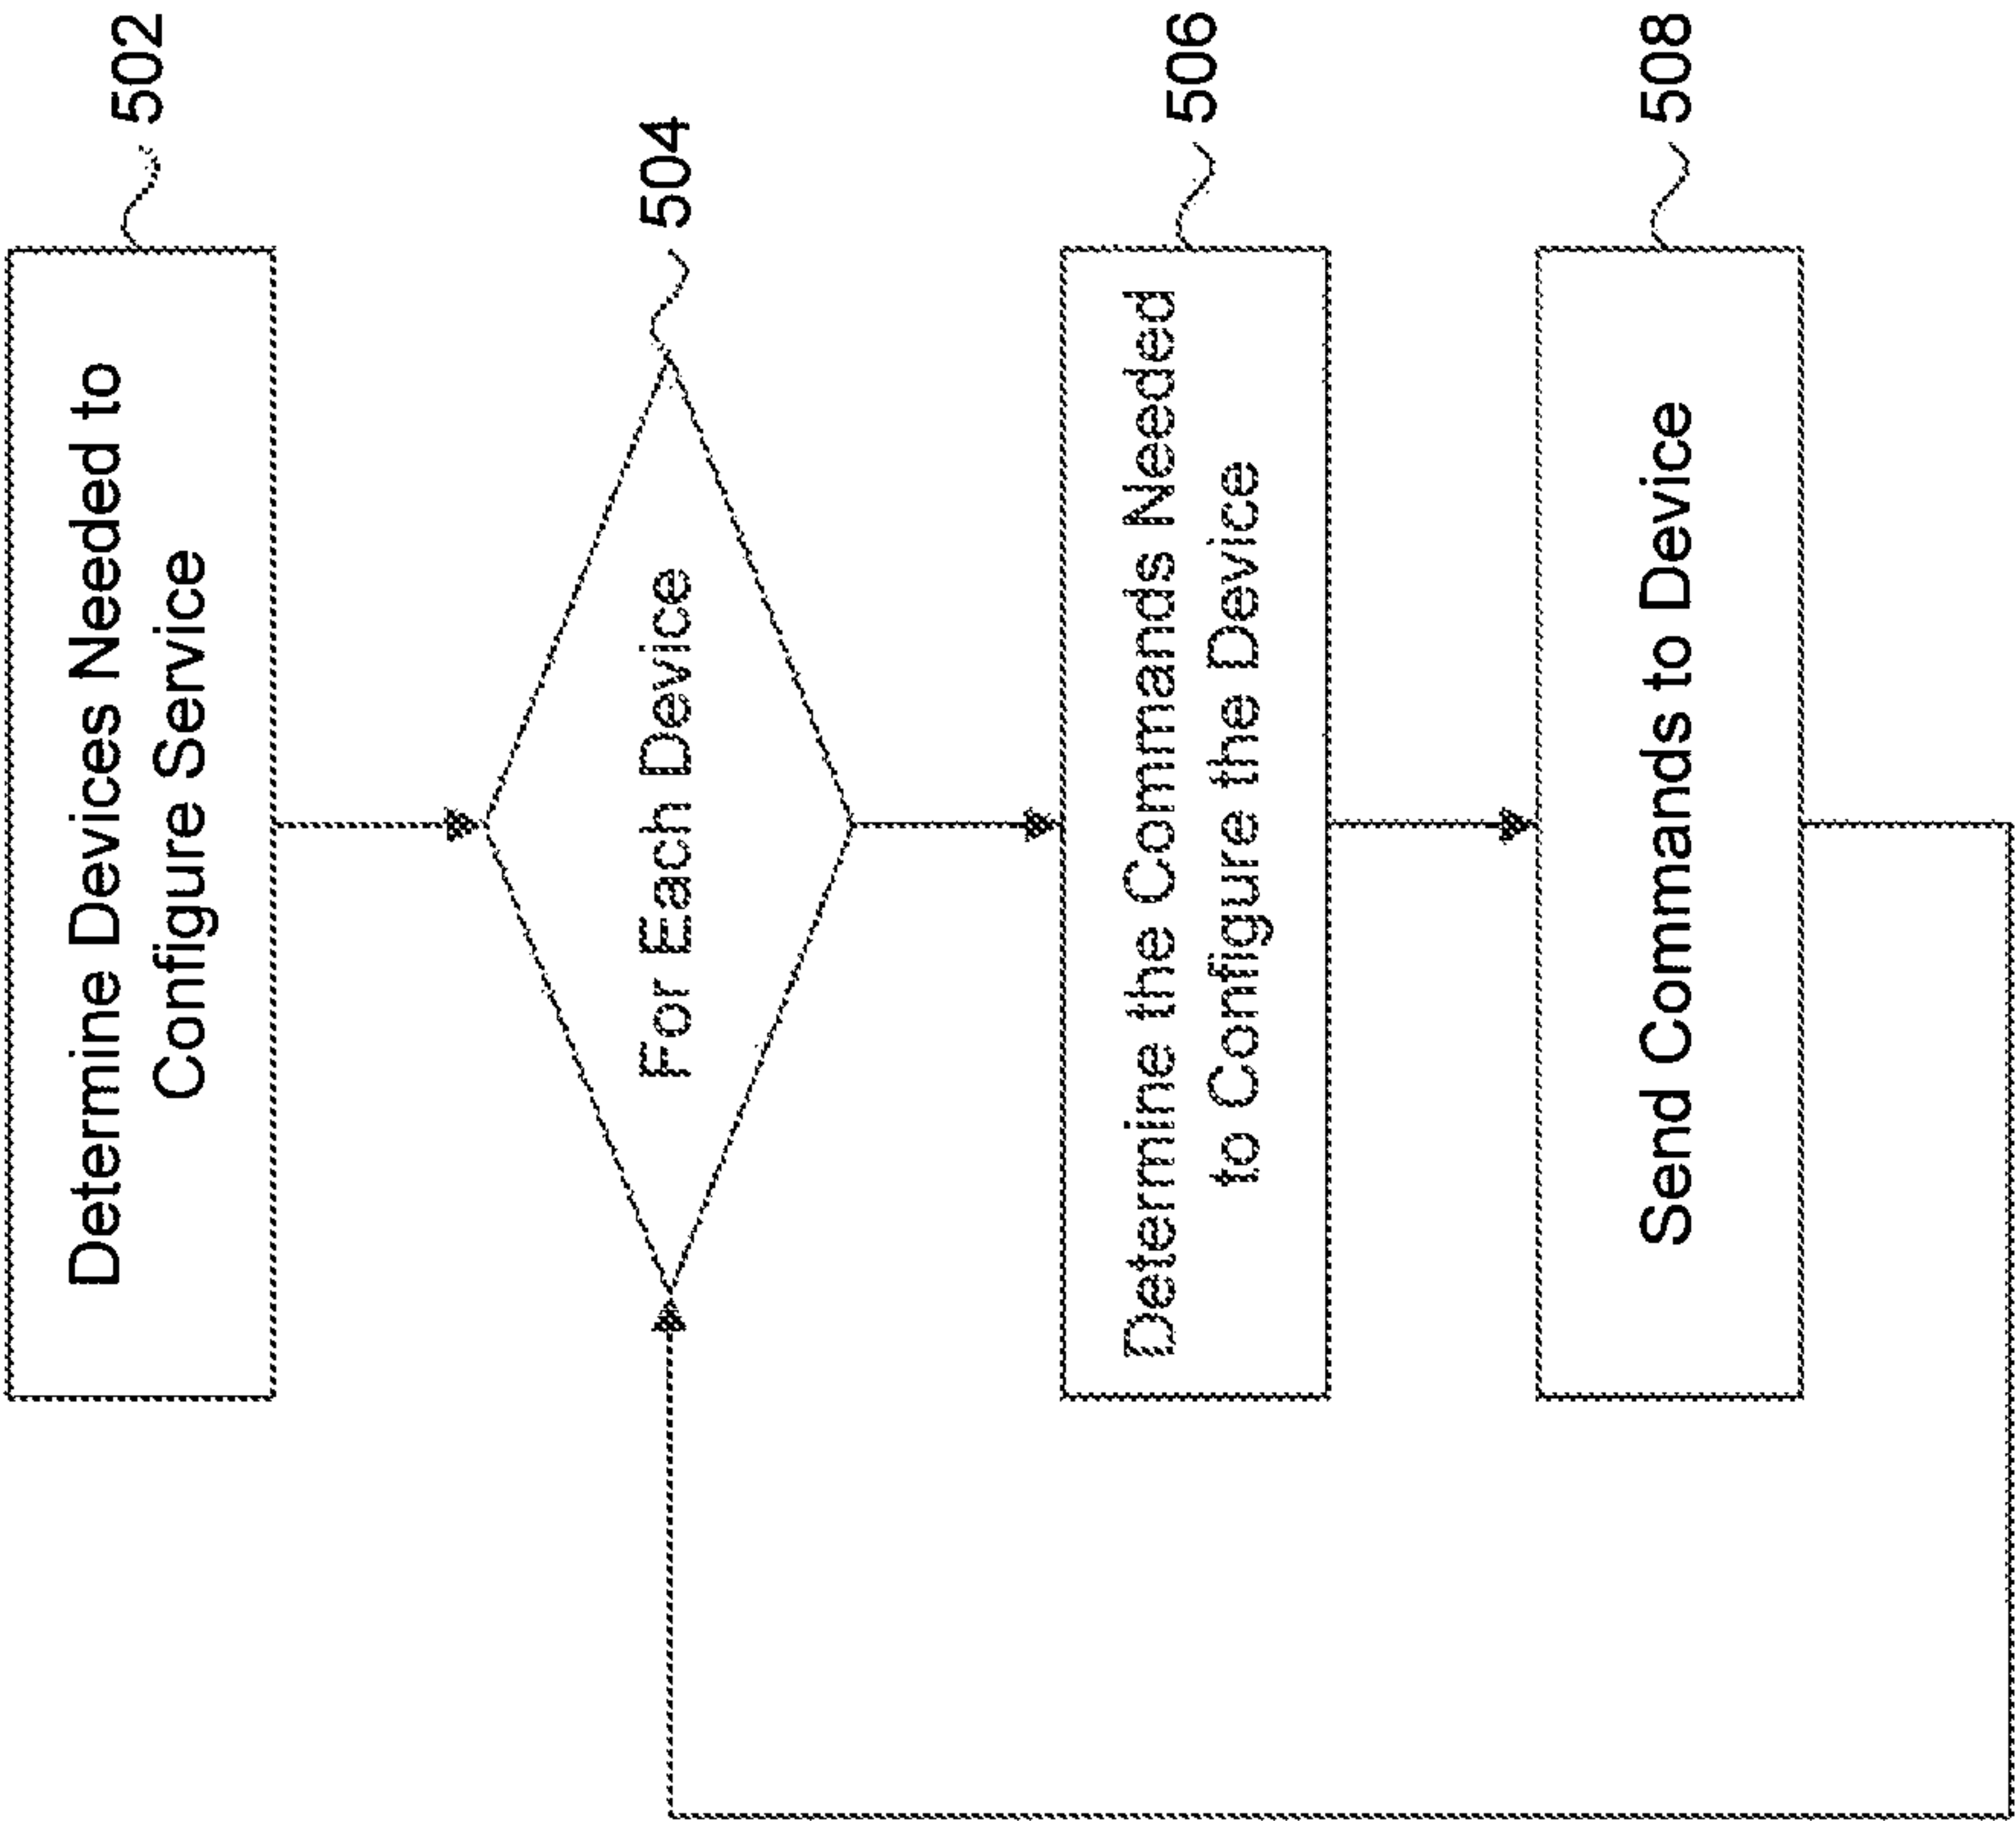 Determine Devices Needed to
Configure Service
502
For Each Device
504
Determine the Commands Needed
to Configure the Device
506
Send Commands to Device
508